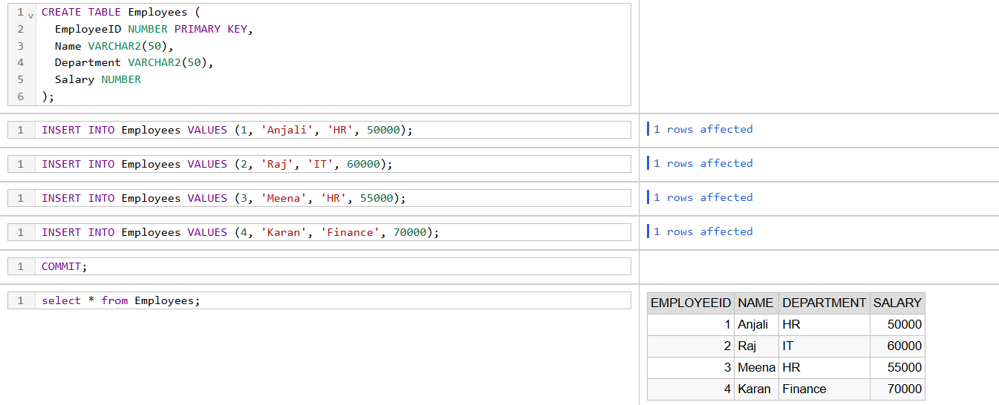 1 v CREATE TABLE Employees (
2 EmployeeID NUMBER PRIMARY KEY,
3 Name VARCHAR2(50),
4 Department VARCHAR2(50),
5 Salary NUMBER
6 );
1 INSERT INTO Employees VALUES (1, 'Anjali', 'HR', 50000);
1 rows affected
1 INSERT INTO Employees VALUES (2, 'Raj', 'IT', 60000);
1 rows affected
1 INSERT INTO Employees VALUES (3, 'Meena', 'HR', 55000);
1 rows affected
1 INSERT INTO Employees VALUES (4, 'Karan', 'Finance', 70000);
1 rows affected
1 COMMIT;
1 select * from Employees;
EMPLOYEEID NAME DEPARTMENT SALARY
1 Anjali HR 50000
2 Raj IT 60000
3 Meena HR 55000
4 Karan Finance 70000